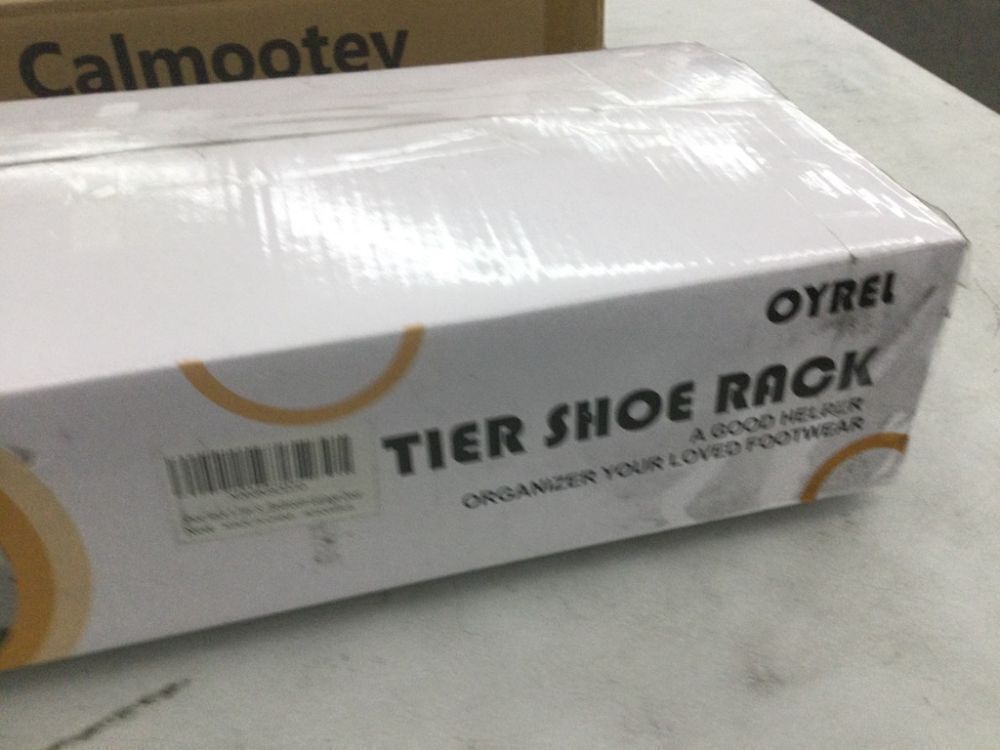 Calmootey
OYREL
TIER SHOE RACK
A GOOD HELPER
ORGANIZER YOUR LOVED FOOTWEAR